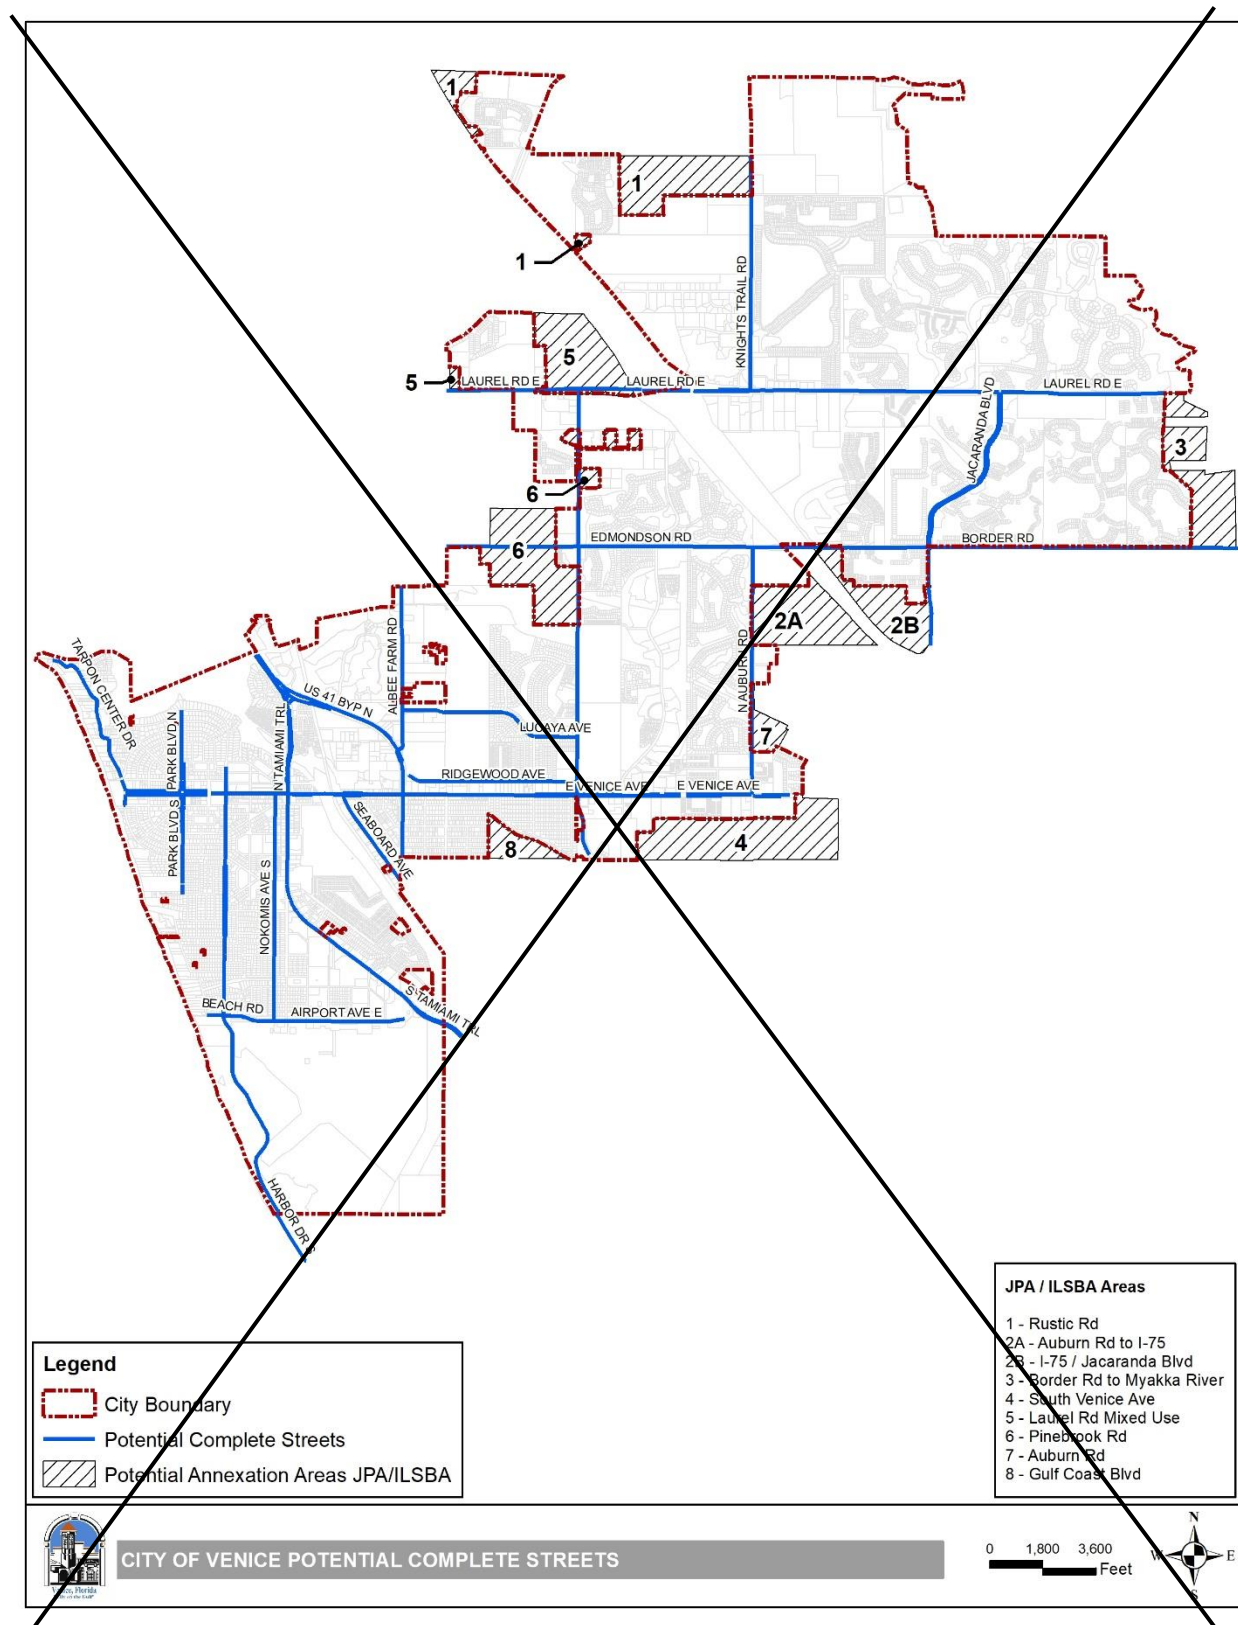 1
1
1
KNIGHTS TRAIL RD
5
5
LAUREL RD E
LAUREL RD E
LAUREL RD E
JACARANDA BLVD
3
6
6
EDMONDSON RD
BORDER RD
2A
2B
N AUBURN RD
ALBEE FARM RD
TARPON CENTER DR
US 41 BYP N
N TAMIAMI TRL
PARK BLVD N
LUCAYA AVE
7
RIDGEWOOD AVE
E VENICE AVE
E VENICE AVE
PARK BLVD S
SEABOARD AVE
8
4
NOKOMIS AVE S
BEACH RD
AIRPORT AVE E
S TAMIAMI TRL
HARBOR DR S
JPA / ILSBA Areas
1 - Rustic Rd
2A - Auburn Rd to I-75
2B - I-75 / Jacaranda Blvd
3 - Border Rd to Myakka River
4 - South Venice Ave
5 - Laurel Rd Mixed Use
6 - Pinebrook Rd
7 - Auburn Rd
8 - Gulf Coast Blvd
Legend
City Boundary
Potential Complete Streets
Potential Annexation Areas JPA/ILSBA
Venice, Florida
CITY OF VENICE POTENTIAL COMPLETE STREETS
0 1,800 3,600
Feet
N
W E
S